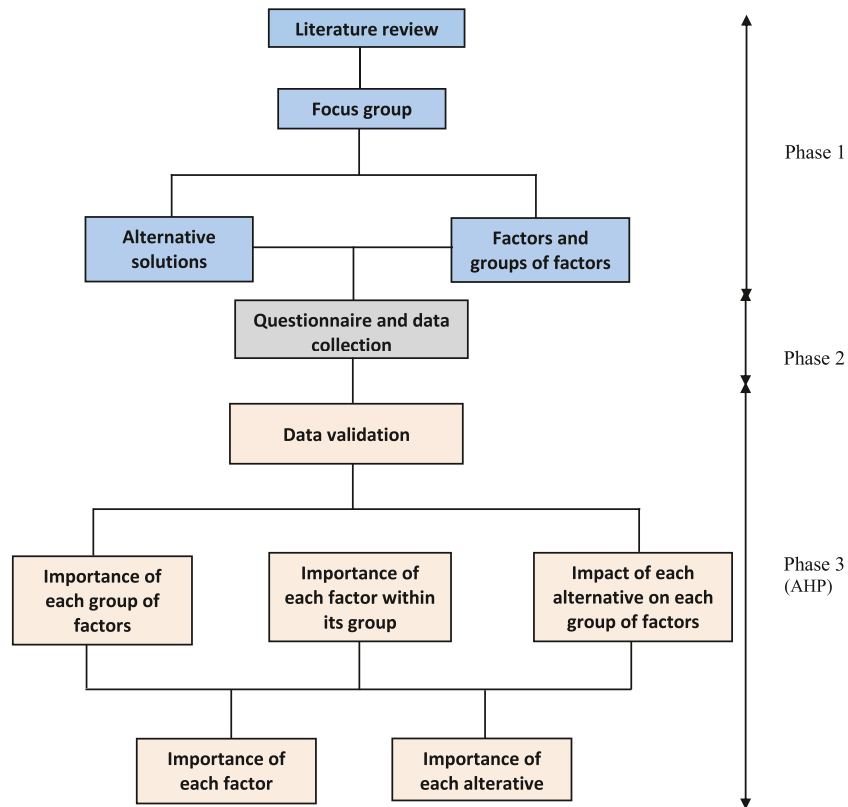 Literature review
Focus group
Phase 1
Alternative
solutions
Factors and
groups of factors
Questionnaire and data
collection
Phase 2
Data validation
Importance of
each group of
factors
Importance of
each factor within
its group
Impact of each
alternative on each
group of factors
Phase 3
(AHP)
Importance of
each factor
Importance of
each alterative